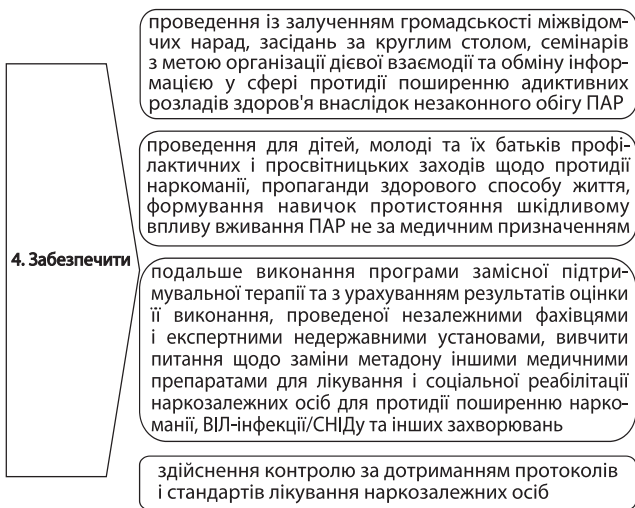 4. Забезпечити
проведення із залученням громадськості міжвідом-
чих нарад, засідань за круглим столом, семінарів
з метою організації дієвої взаємодії та обміну інфор-
мацією у сфері протидії поширенню адиктивних
розладів здоров'я внаслідок незаконного обігу ПАР
проведення для дітей, молоді та їх батьків профі-
лактичних і просвітницьких заходів щодо протидії
наркоманії, пропаганди здорового способу життя,
формування навичок протистояння шкідливому
впливу вживання ПАР не за медичним призначенням
подальше виконання програми замісної підтри-
мувальної терапії та з урахуванням результатів оцінки
її виконання, проведеної незалежними фахівцями
і експертними недержавними установами, вивчити
питання щодо заміни метадону іншими медичними
препаратами для лікування і соціальної реабілітації
наркозалежних осіб для протидії поширенню нарко-
манії, ВІЛ-інфекції/СНІДу та інших захворювань
здійснення контролю за дотриманням протоколів
і стандартів лікування наркозалежних осіб